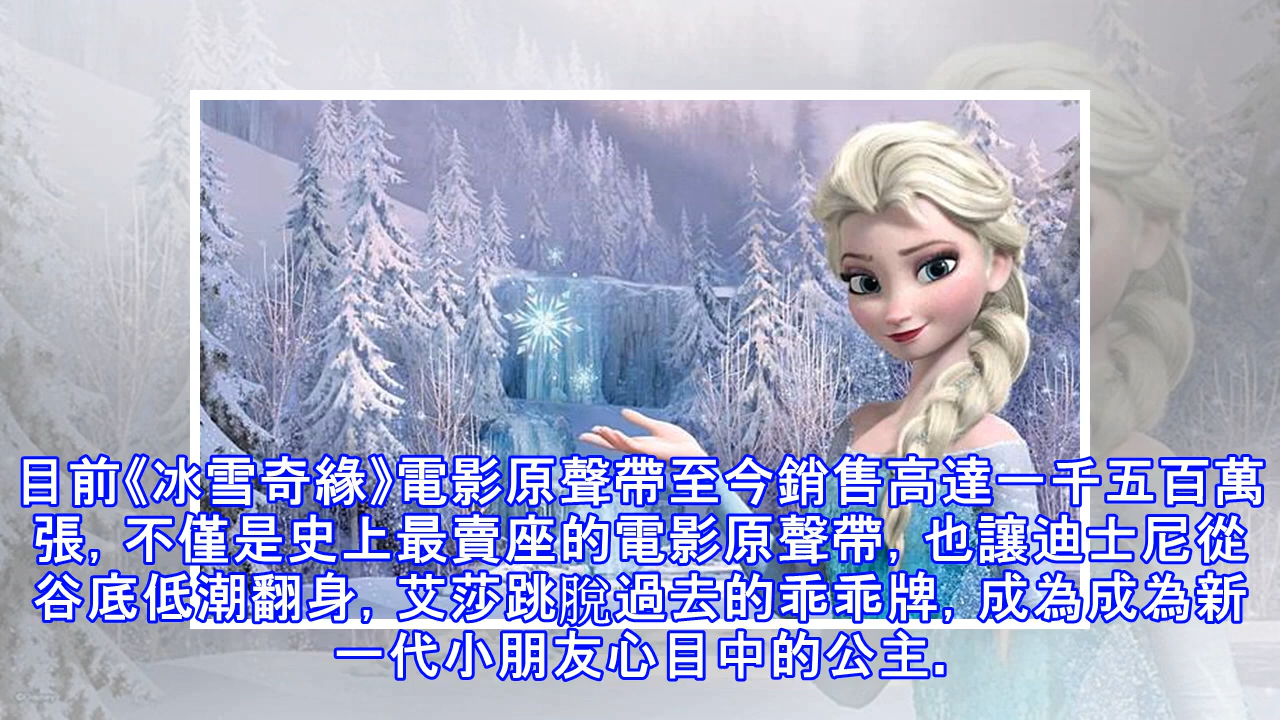 目前《冰雪奇緣》電影原聲帶至今銷售高達一千五百萬
張, 不僅是史上最賣座的電影原聲帶, 也讓迪士尼從
谷底低潮翻身, 艾莎跳脫過去的乖乖牌, 成為成為新
一代小朋友心目中的公主.